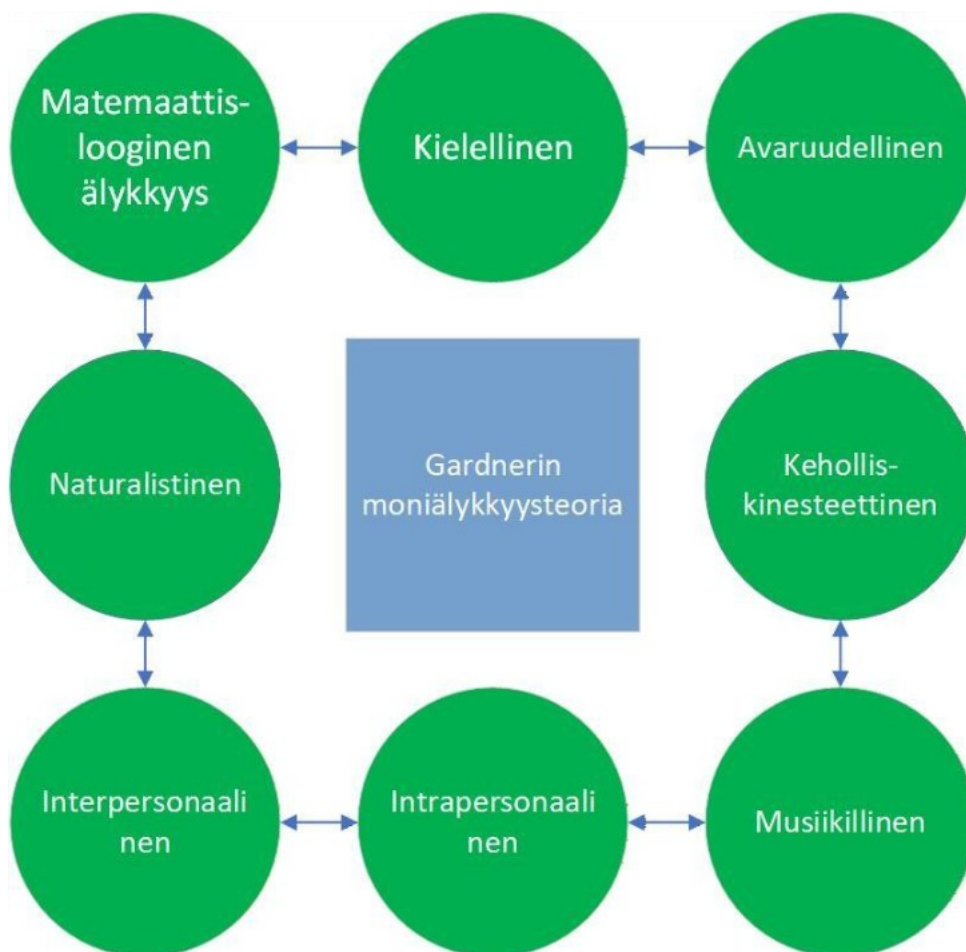 Matemaattis-
looginen
älykkyys
Kielellinen
Avaruudellinen
Naturalistinen
Gardnerin
moniälykkyysteoria
Kehollis-
kinesteettinen
Interpersonaali
nen
Intrapersonaali
nen
Musiikillinen